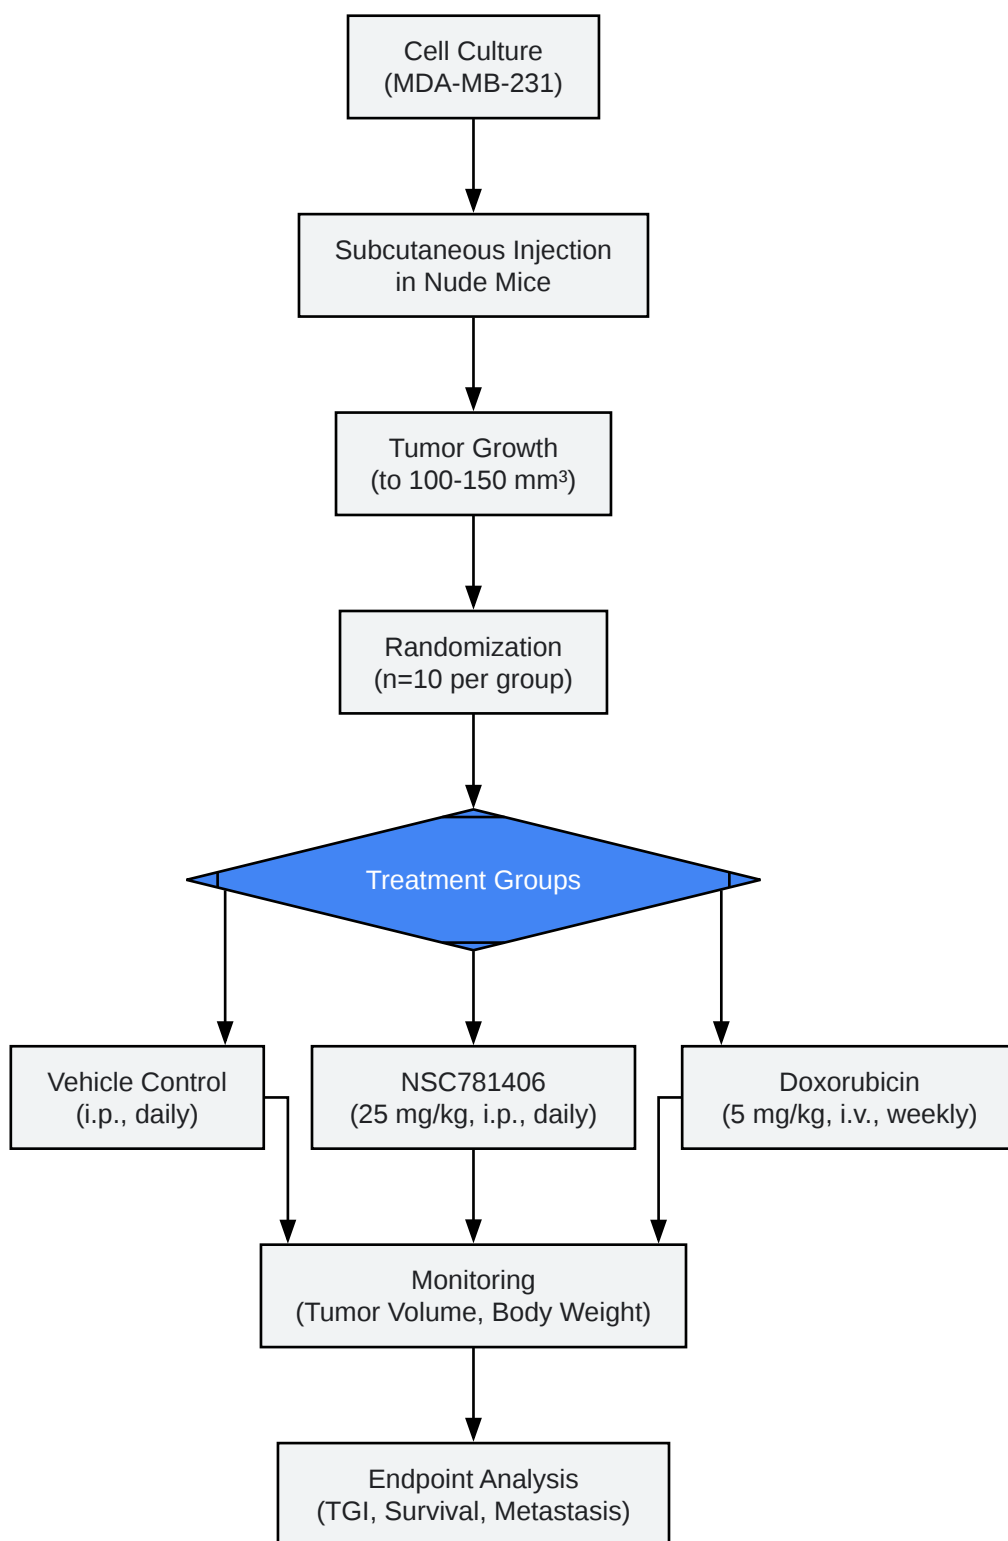 Cell Culture
(MDA-MB-231)
Subcutaneous Injection
in Nude Mice
Tumor Growth
(to 100-150 mm³)
Randomization
(n=10 per group)
Treatment Groups
Vehicle Control
(i.p., daily)
NSC781406
(25 mg/kg, i.p., daily)
Doxorubicin
(5 mg/kg, i.v., weekly)
Monitoring
(Tumor Volume, Body Weight)
Endpoint Analysis
(TGI, Survival, Metastasis)